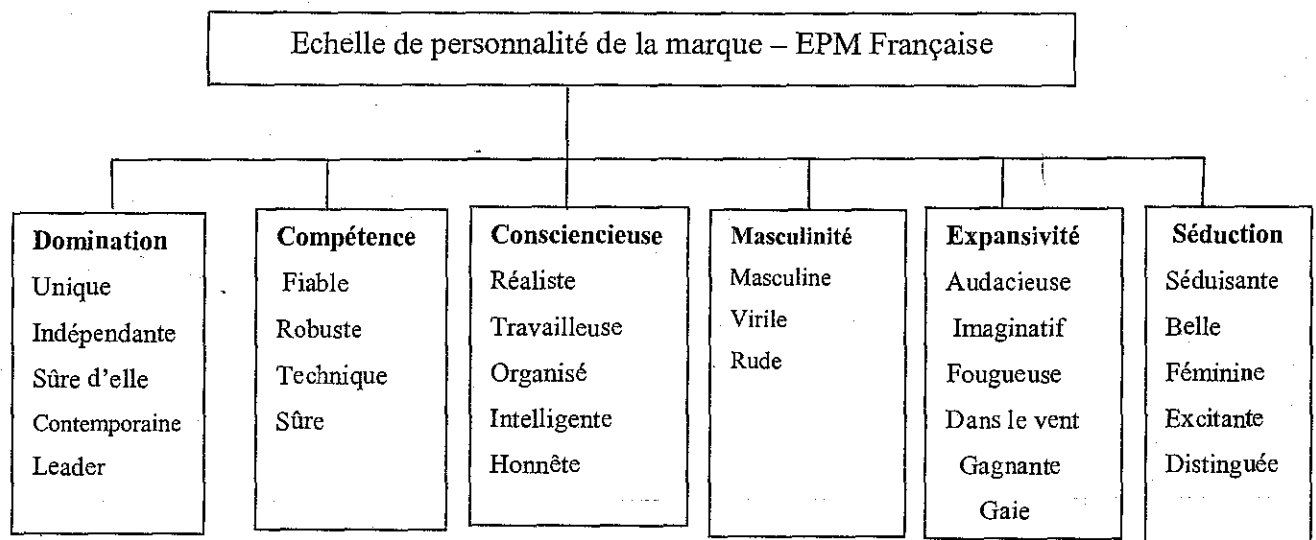 Echelle de personnalité de la marque – EPM Française
Domination
Unique
Indépendante
Sûre d'elle
Contemporaine
Leader
Compétence
Fiable
Robuste
Technique
Sûre
Consciencieuse
Réaliste
Travailleuse
Organisé
Intelligente
Honnête
Masculinité
Masculine
Virile
Rude
Expansivité
Audacieuse
Imaginatif
Fougueuse
Dans le vent
Gagnante
Gaie
Séduction
Séduisante
Belle
Féminine
Excitante
Distinguée